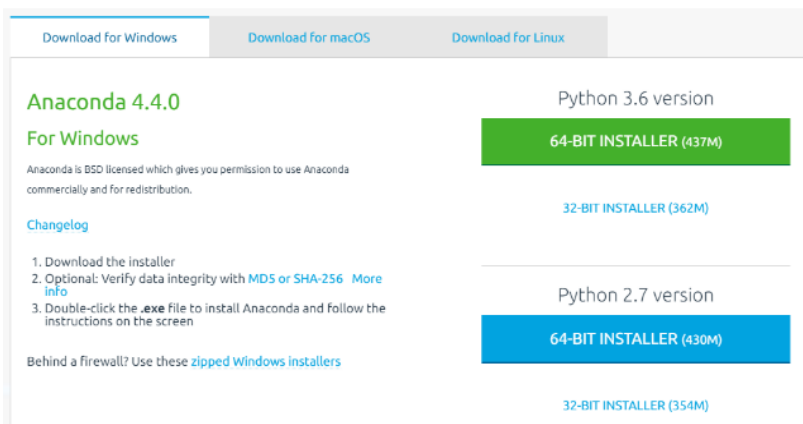 Download for Windows
Download for macOS
Download for Linux
Anaconda 4.4.0
For Windows
Anaconda is BSD licensed which gives you permission to use Anaconda
commercially and for redistribution.
Changelog
1. Download the installer
2. Optional: Verify data integrity with MD5 or SHA-256 More
info
3. Double-click the .exe file to install Anaconda and follow the
instructions on the screen
Behind a firewall? Use these zipped Windows installers
Python 3.6 version
64-BIT INSTALLER (437M)
32-BIT INSTALLER (362M)
Python 2.7 version
64-BIT INSTALLER (430M)
32-BIT INSTALLER (354M)